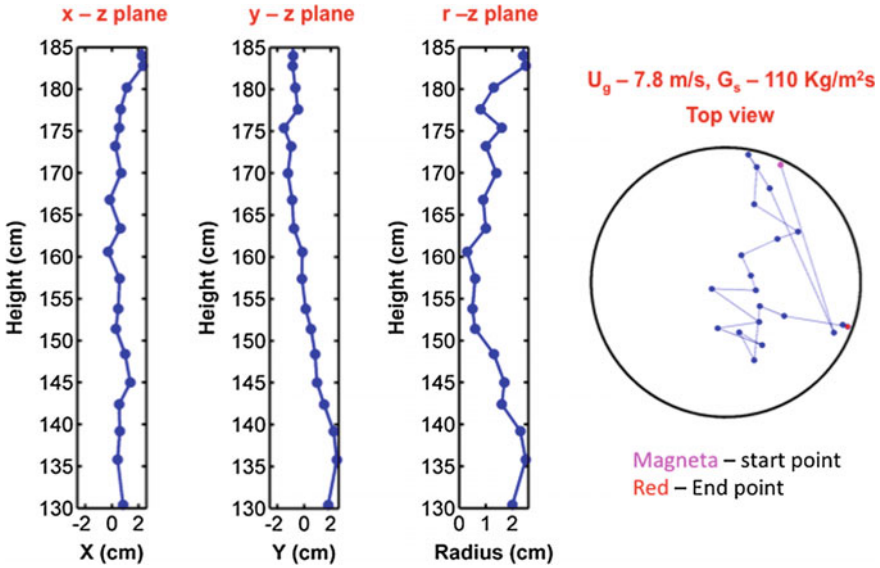 x – z plane
y – z plane
r –z plane
185
180
175
170
165
160
155
150
145
140
135
130
Height (cm)
-2 0 2
X (cm)
185
180
175
170
165
160
155
150
145
140
135
130
Height (cm)
-2 0 2
Y (cm)
185
180
175
170
165
160
155
150
145
140
135
130
Height (cm)
0 1 2
Radius (cm)
Ug – 7.8 m/s, Gs – 110 Kg/m²s
Top view
Magneta – start point
Red – End point